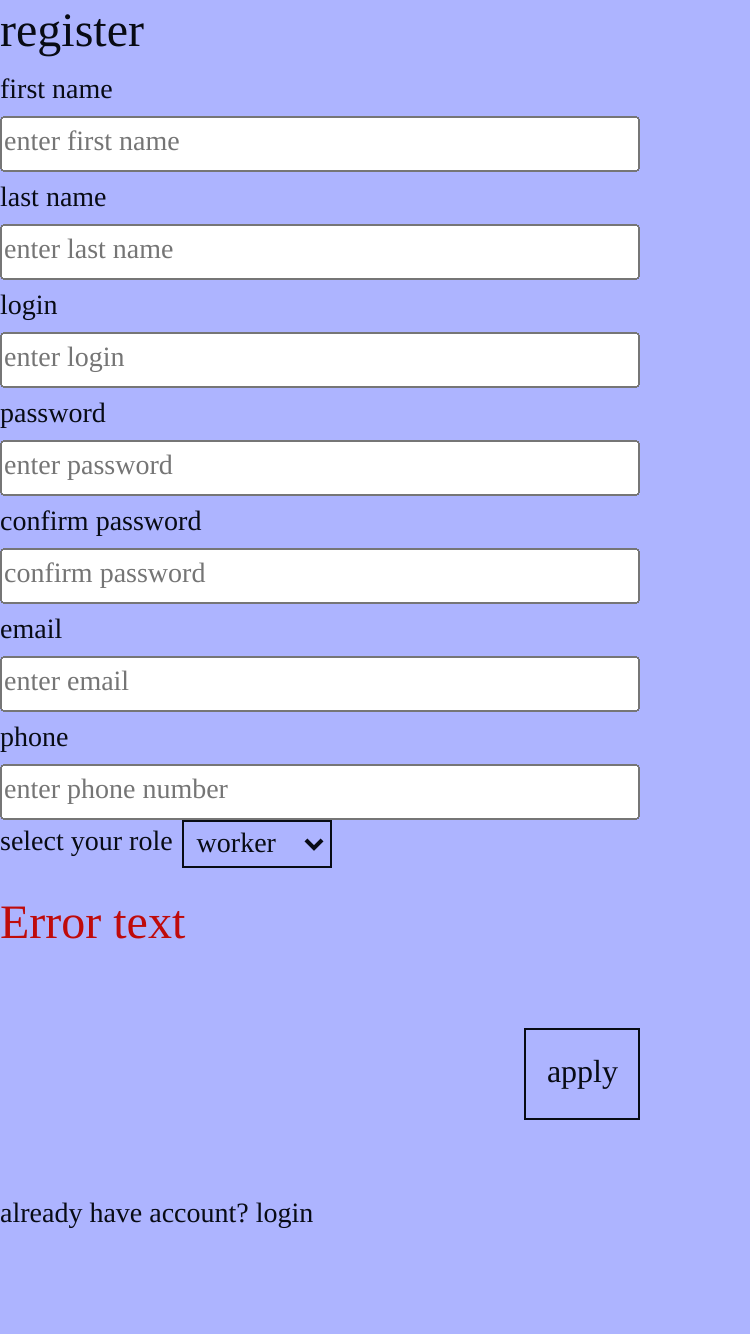 register
first name
enter first name
last name
enter last name
login
enter login
password
enter password
confirm password
confirm password
email
enter email
phone
enter phone number
select your role worker
Error text
apply
already have account? login